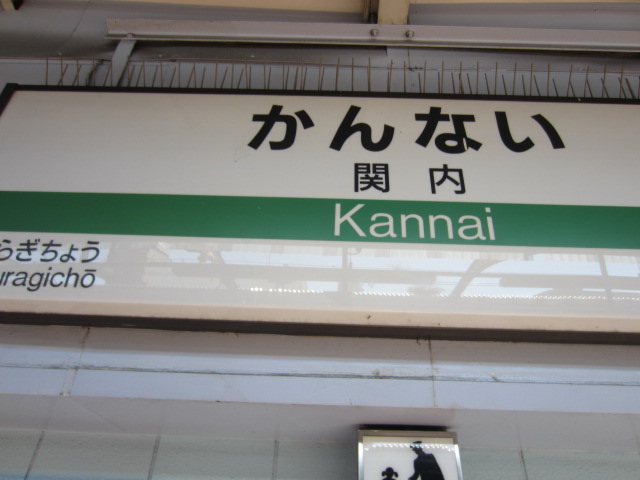 かんない
関内
Kannai
らぎちょう
uragichō